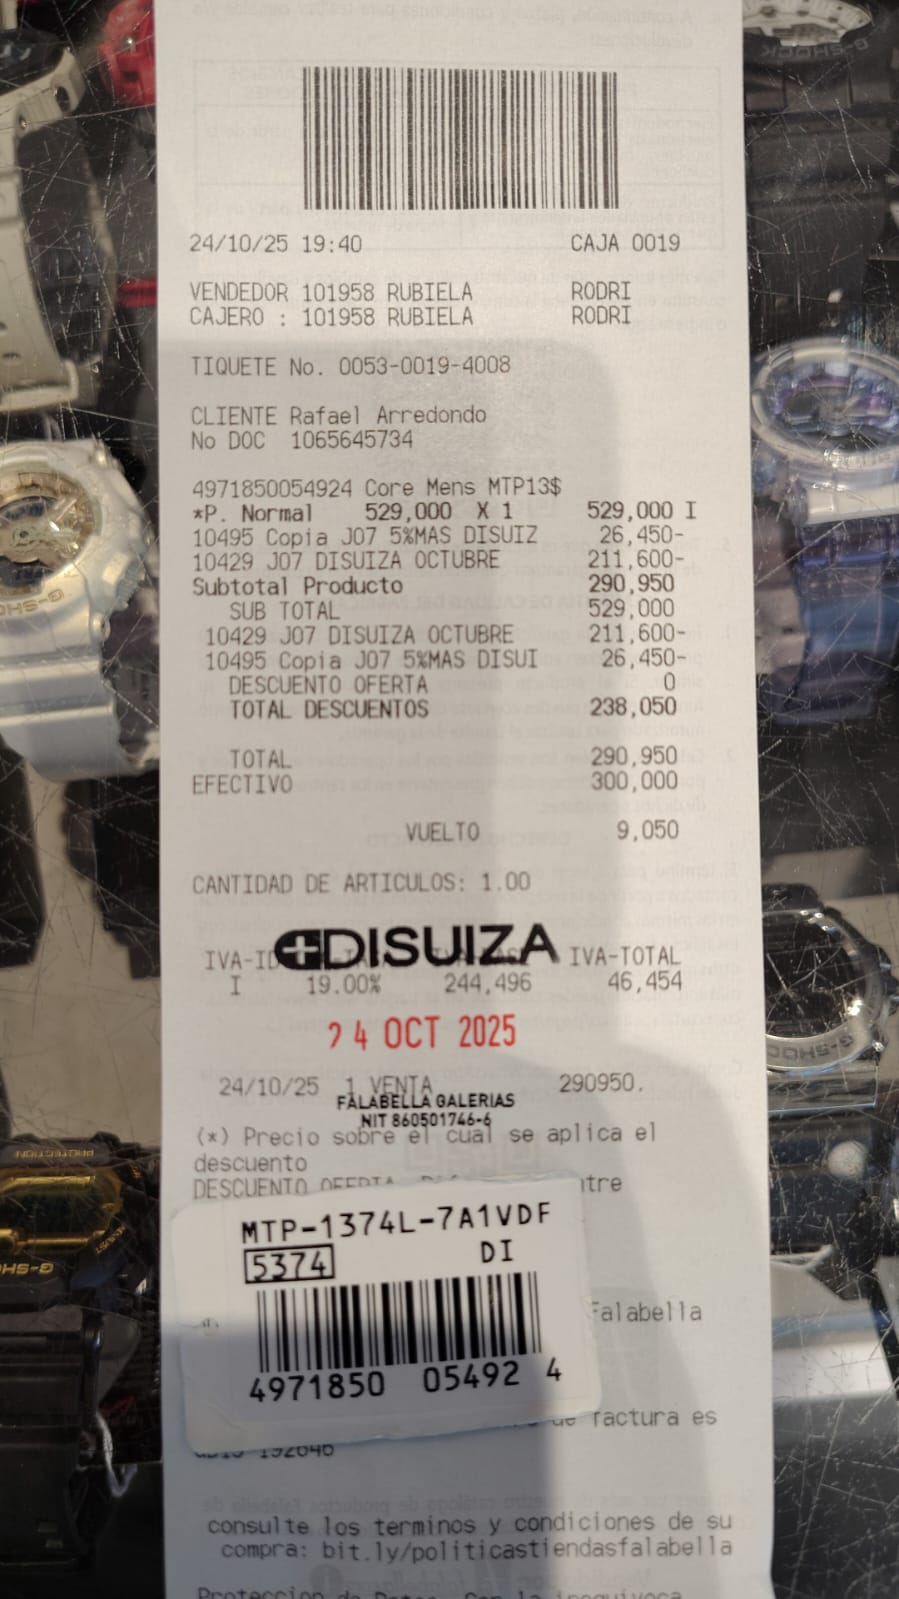 24/10/25 19:40 CAJA 0019
VENDEDOR 101958 RUBIELA RODRI
CAJERO : 101958 RUBIELA RODRI
TIQUETE No. 0053-0019-4008
CLIENTE Rafael Arredondo
No DOC 1065645734
4971850054924 Core Mens MTP13$
*P. Normal 529,000 X 1 529,000 I
10495 Copia J07 5%MAS DISUIZ 26,450-
10429 J07 DISUIZA OCTUBRE 211,600-
Subtotal Producto 290,950
SUB TOTAL 529,000
10429 J07 DISUIZA OCTUBRE 211,600-
10495 Copia J07 5%MAS DISUI 26,450-
DESCUENTO OFERTA 0
TOTAL DESCUENTOS 238,050
TOTAL 290,950
EFECTIVO 300,000
VUELTO 9,050
CANTIDAD DE ARTICULOS: 1.00
DISUIZA
IVA-TOTAL
I 19.00% 244,496 46,454
24 OCT 2025
24/10/25 1 VENTA 290950.
FALABELLA GALERIAS
NIT 860501746-6
(*) Precio sobre el cual se aplica el
descuento
DESCUENTO OFERTA
MTP-1374L-7A1VDF
5374 DI
Falabella
4971850 05492 4
de factura es
consulte los terminos y condiciones de su
compra: bit.ly/politicastiendasfalabella
G-SHOCK
G-SHOCK
PROTECTION